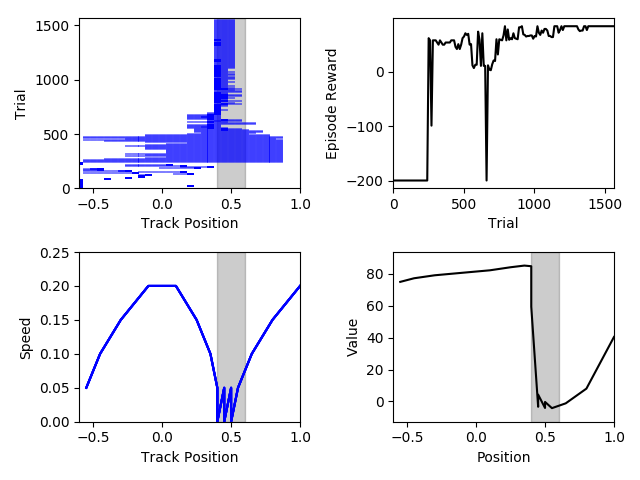 1500
1000
500
0
Trial
−0.5 0.0 0.5 1.0
Track Position
0
−100
−200
Episode Reward
0 500 1000 1500
Trial
0.25
0.20
0.15
0.10
0.05
0.00
Speed
−0.5 0.0 0.5 1.0
Track Position
80
60
40
20
0
Value
−0.5 0.0 0.5 1.0
Position